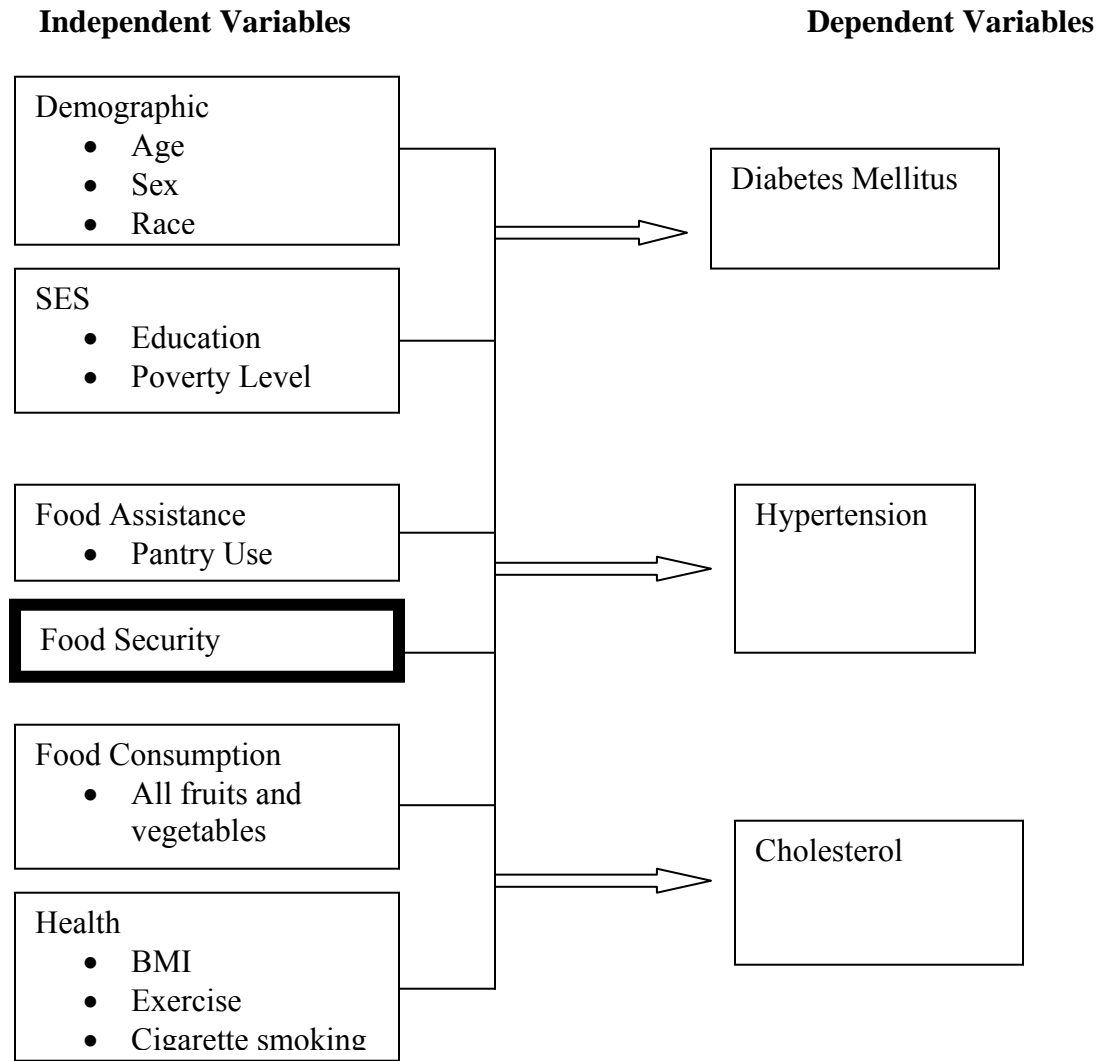 Independent Variables
Dependent Variables
Demographic
• Age
• Sex
• Race
SES
• Education
• Poverty Level
Food Assistance
• Pantry Use
Food Security
Food Consumption
• All fruits and
vegetables
Health
• BMI
• Exercise
• Cigarette smoking
Diabetes Mellitus
Hypertension
Cholesterol